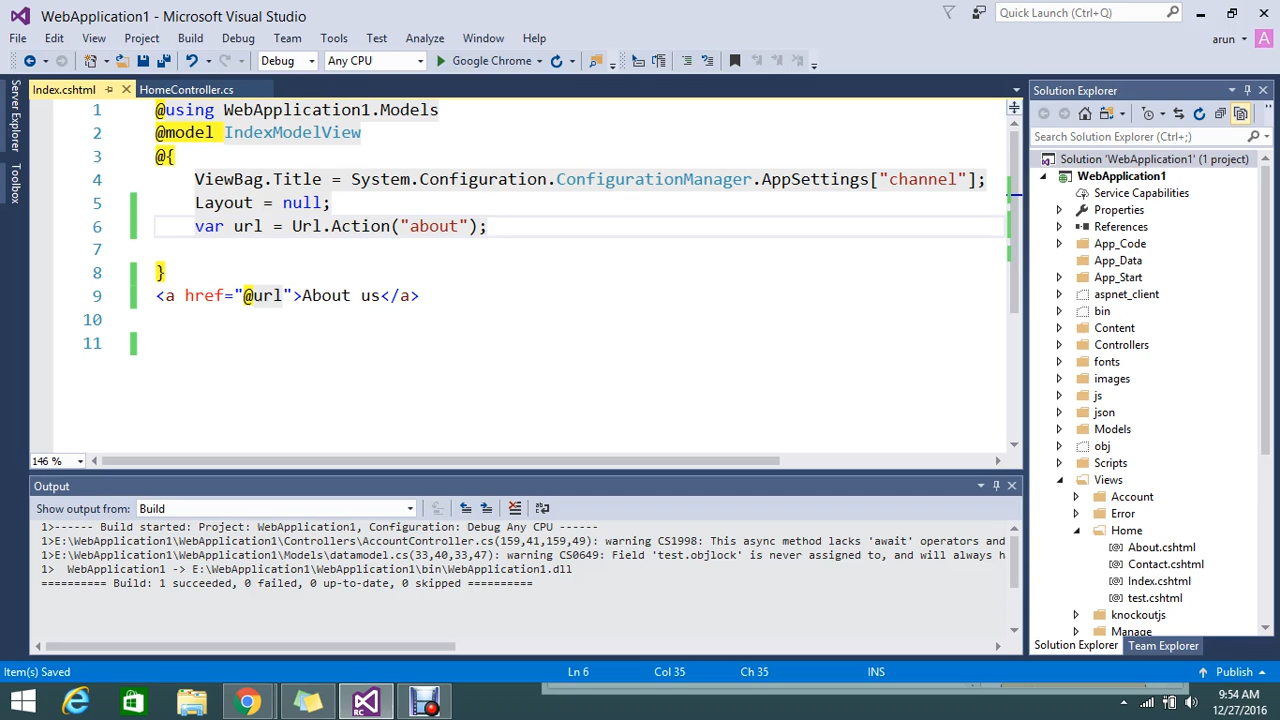 WebApplication1 - Microsoft Visual Studio
Quick Launch (Ctrl+Q)
File Edit View Project Build Debug Team Tools Test Analyze Window Help
arun A
Debug Any CPU Google Chrome
Server Explorer
Toolbox
Index.cshtml HomeController.cs
1 @using WebApplication1.Models
2 @model IndexModelView
3 @{
4 ViewBag.Title = System.Configuration.ConfigurationManager.AppSettings["channel"];
5 Layout = null;
6 var url = Url.Action("about");
7
8 }
9 <a href="@url">About us</a>
10
11
146 %
Output
Show output from: Build
1>------ Build started: Project: WebApplication1, Configuration: Debug Any CPU ------
1>E:\WebApplication1\WebApplication1\Controllers\AccountController.cs(159,41,159,49): warning CS1998: This async method lacks 'await' operators and
1>E:\WebApplication1\WebApplication1\Models\datamodel.cs(33,40,33,47): warning CS0649: Field 'test.objlock' is never assigned to, and will always h
1> WebApplication1 -> E:\WebApplication1\WebApplication1\bin\WebApplication1.dll
========== Build: 1 succeeded, 0 failed, 0 up-to-date, 0 skipped ==========
Solution Explorer
Search Solution Explorer (Ctrl+;)
Solution 'WebApplication1' (1 project)
WebApplication1
Service Capabilities
Properties
References
App_Code
App_Data
App_Start
aspnet_client
bin
Content
Controllers
fonts
images
js
json
Models
obj
Scripts
Views
Account
Error
Home
About.cshtml
Contact.cshtml
Index.cshtml
test.cshtml
knockoutjs
Manage
Solution Explorer Team Explorer
Item(s) Saved Ln 6 Col 35 Ch 35 INS Publish
RC
9:54 AM
12/27/2016